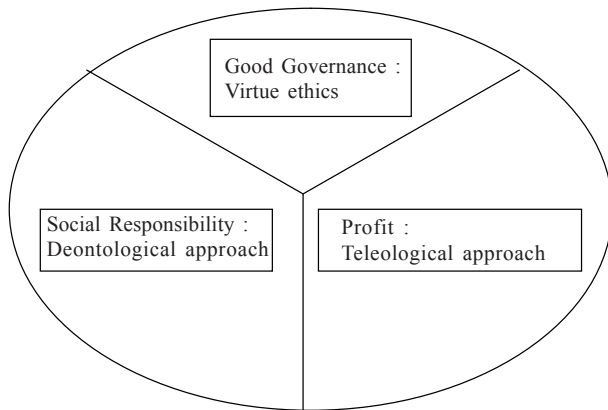 Good Governance :
Virtue ethics
Social Responsibility :
Deontological approach
Profit :
Teleological approach